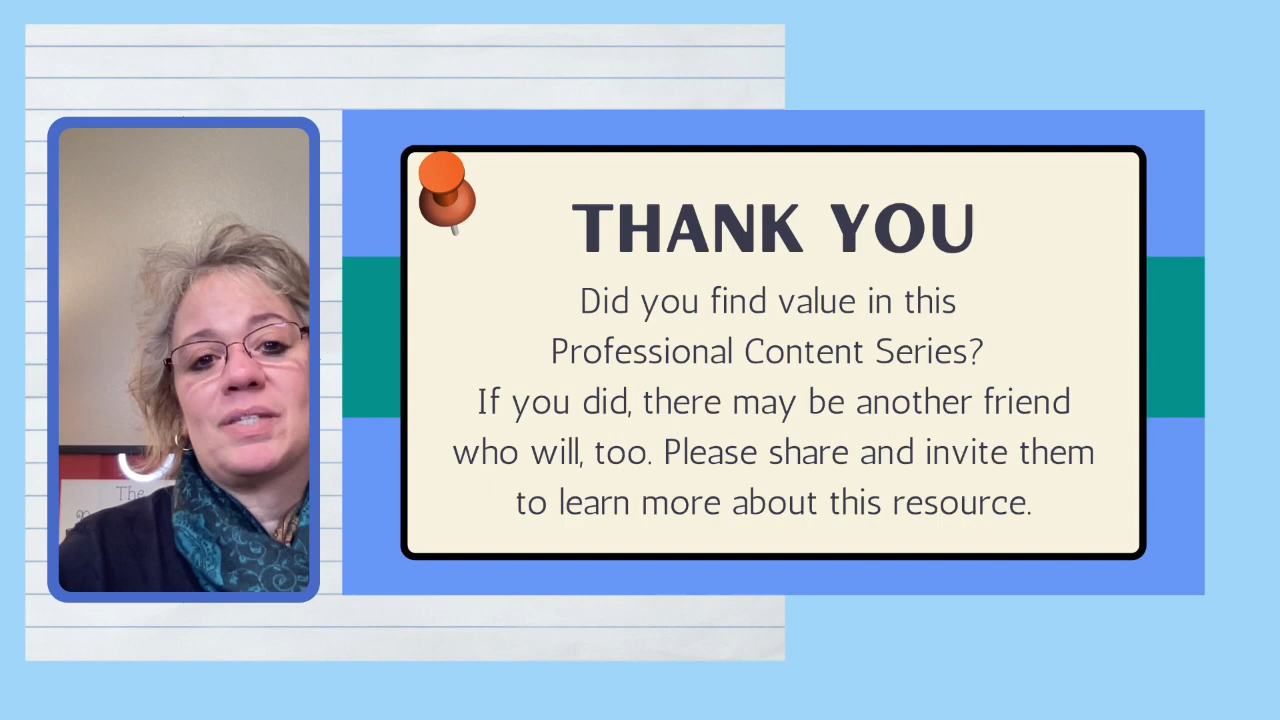 THANK YOU
Did you find value in this
Professional Content Series?
If you did, there may be another friend
who will, too. Please share and invite them
to learn more about this resource.
The